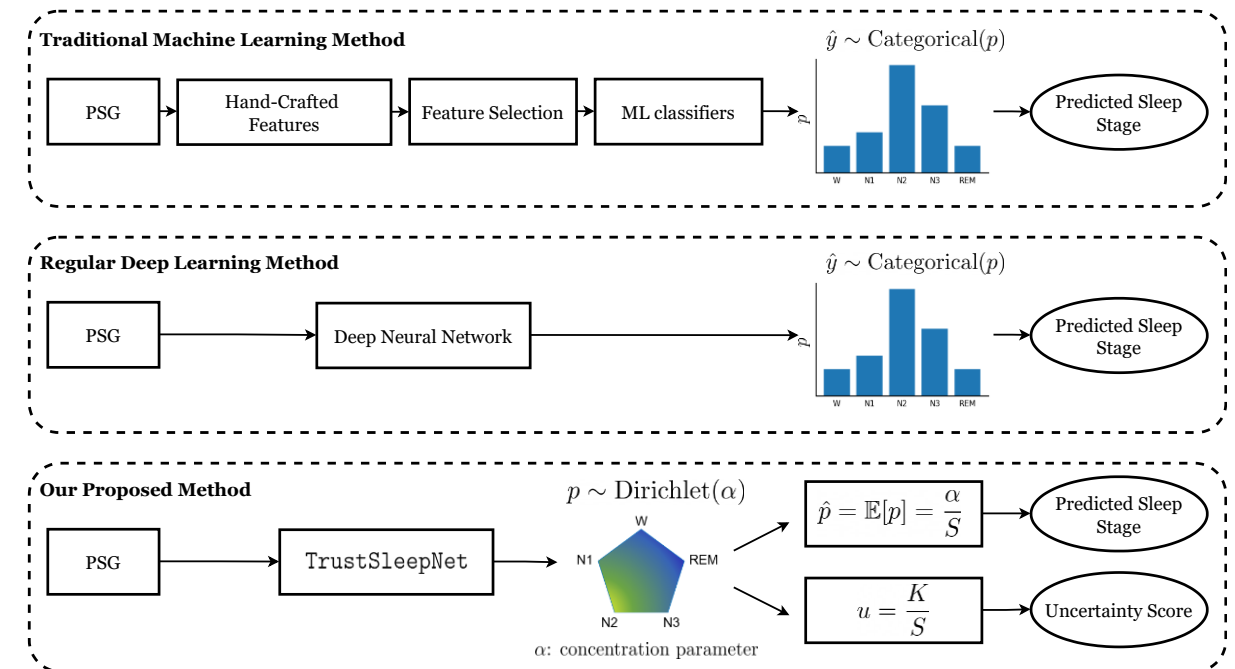 Traditional Machine Learning Method
PSG
Hand-Crafted
Features
Feature Selection
ML classifiers
ŷ ∼ Categorical(p)
p
W N1 N2 N3 REM
Predicted Sleep
Stage
Regular Deep Learning Method
PSG
Deep Neural Network
ŷ ∼ Categorical(p)
p
W N1 N2 N3 REM
Predicted Sleep
Stage
Our Proposed Method
PSG
TrustSleepNet
p ∼ Dirichlet(α)
W
N1 REM
N2 N3
α: concentration parameter
p̂ = 𝔼[p] = α/S
Predicted Sleep
Stage
u = K/S
Uncertainty Score